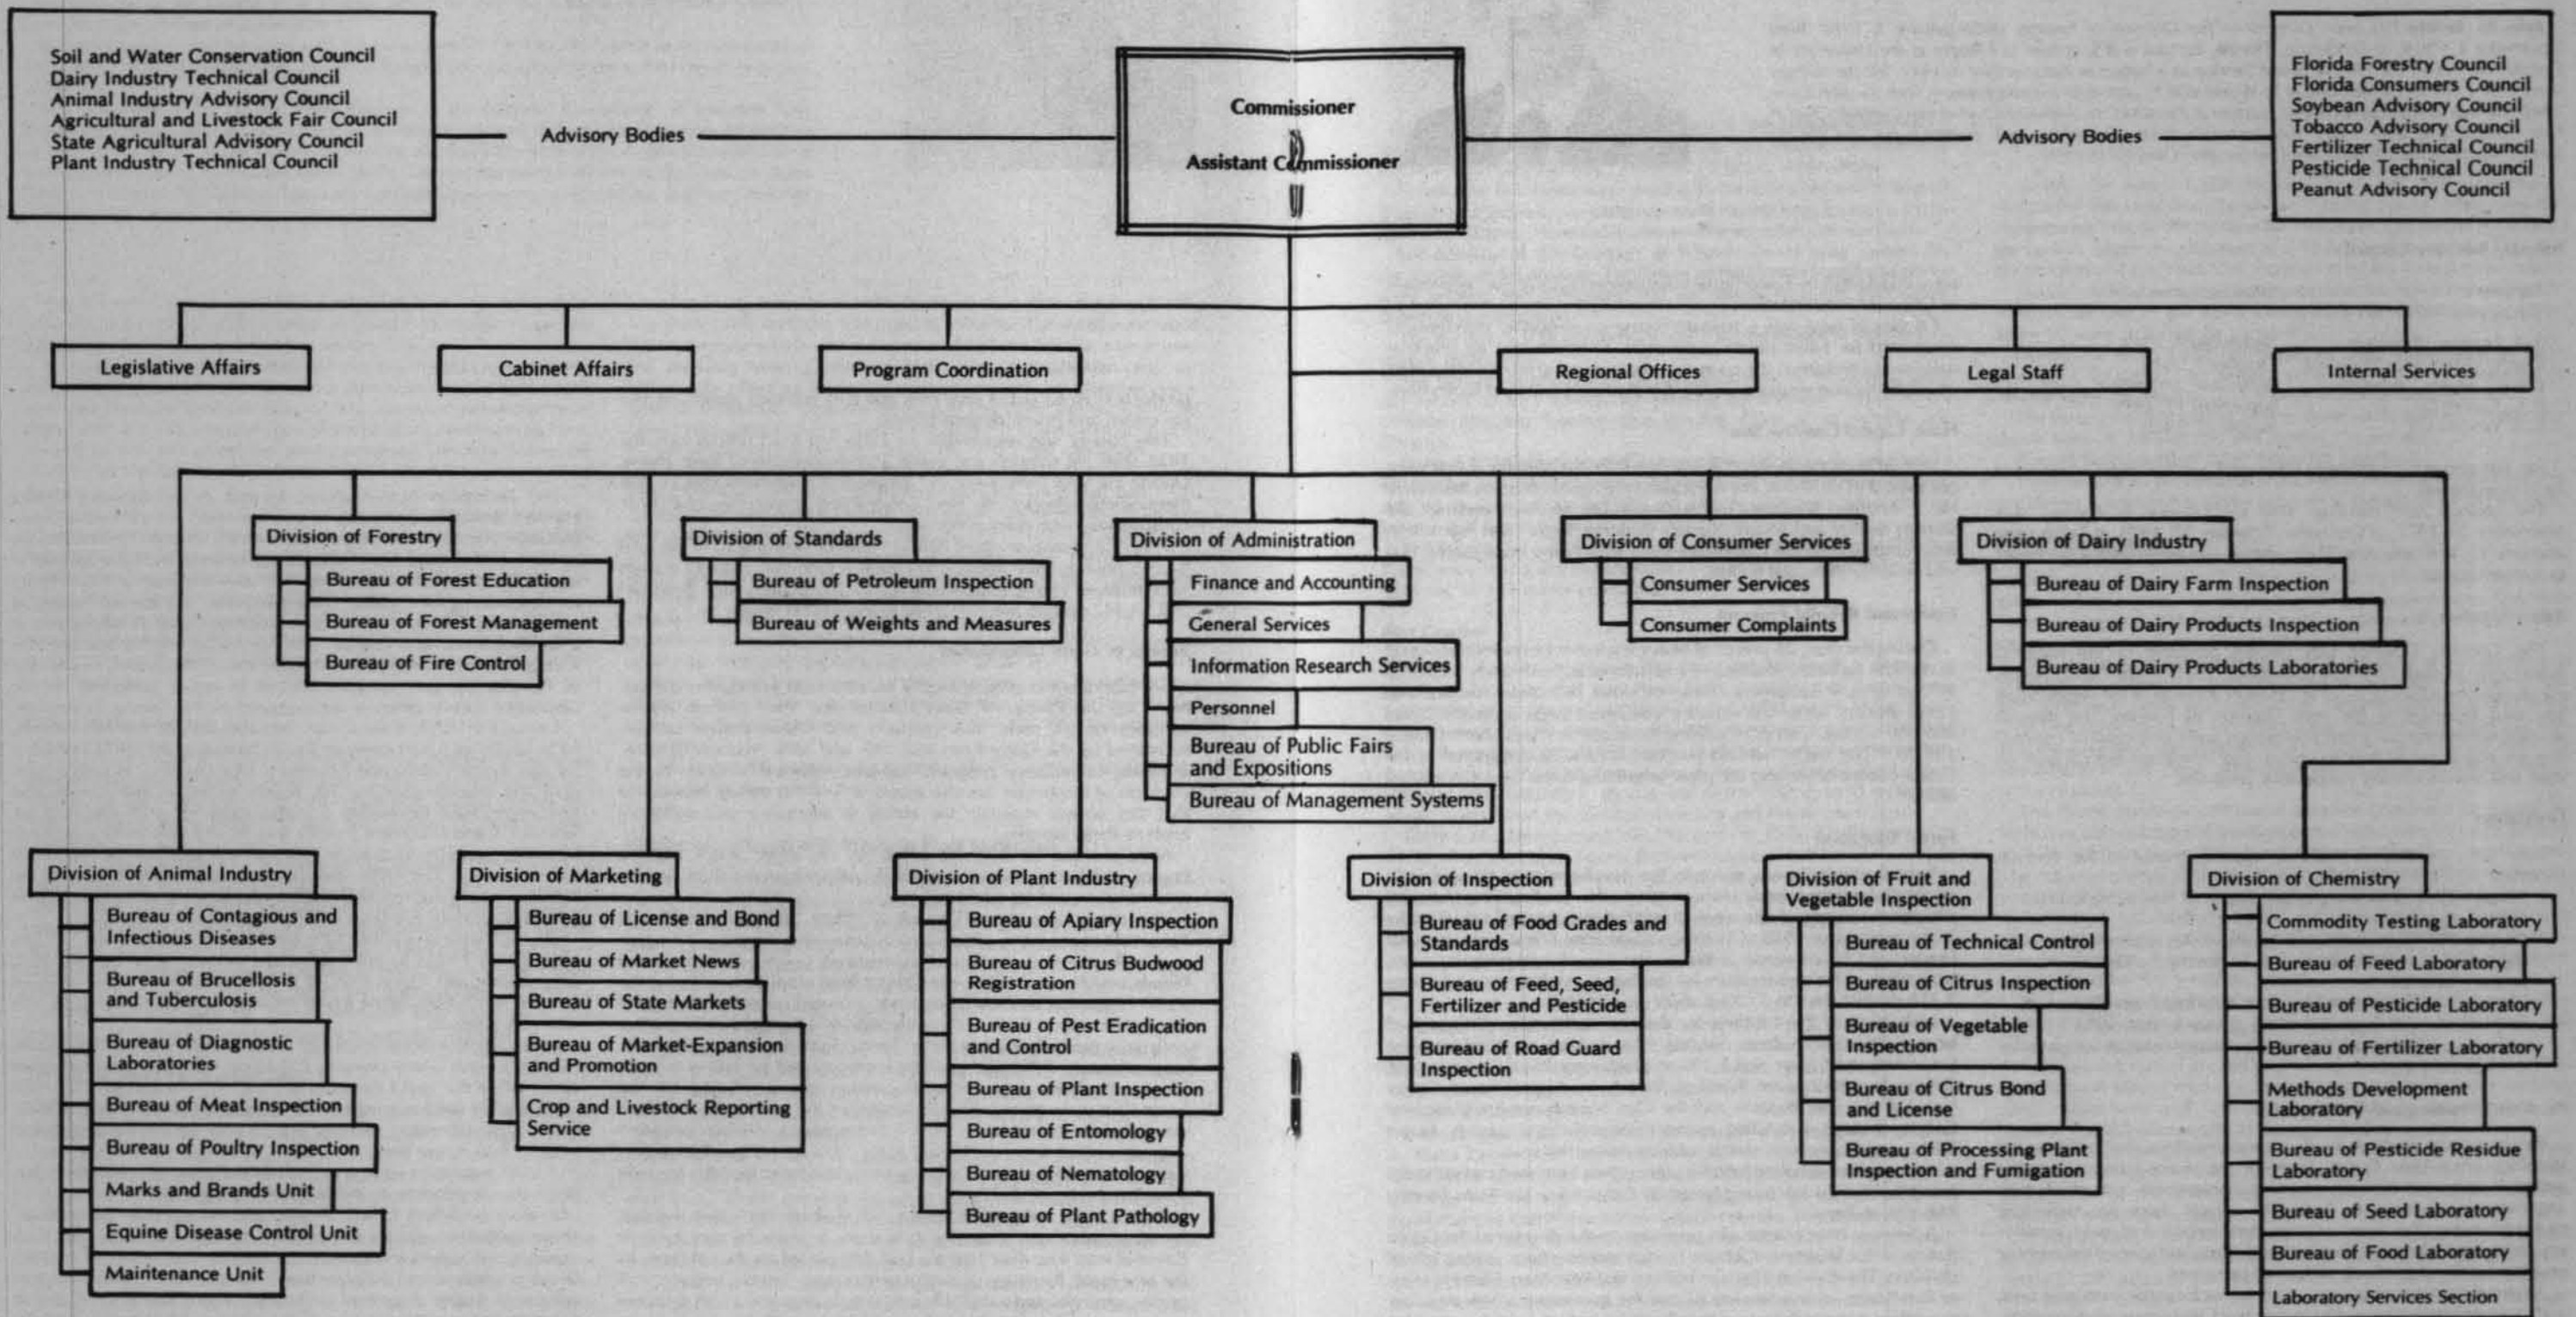 Soil and Water Conservation Council
Dairy Industry Technical Council
Animal Industry Advisory Council
Agricultural and Livestock Fair Council
State Agricultural Advisory Council
Plant Industry Technical Council
Advisory Bodies
Commissioner
Assistant Commissioner
Advisory Bodies
Florida Forestry Council
Florida Consumers Council
Soybean Advisory Council
Tobacco Advisory Council
Fertilizer Technical Council
Pesticide Technical Council
Peanut Advisory Council
Legislative Affairs
Cabinet Affairs
Program Coordination
Regional Offices
Legal Staff
Internal Services
Division of Forestry
Bureau of Forest Education
Bureau of Forest Management
Bureau of Fire Control
Division of Standards
Bureau of Petroleum Inspection
Bureau of Weights and Measures
Division of Administration
Finance and Accounting
General Services
Information Research Services
Personnel
Bureau of Public Fairs
and Expositions
Bureau of Management Systems
Division of Consumer Services
Consumer Services
Consumer Complaints
Division of Dairy Industry
Bureau of Dairy Farm Inspection
Bureau of Dairy Products Inspection
Bureau of Dairy Products Laboratories
Division of Animal Industry
Bureau of Contagious and
Infectious Diseases
Bureau of Brucellosis
and Tuberculosis
Bureau of Diagnostic
Laboratories
Bureau of Meat Inspection
Bureau of Poultry Inspection
Marks and Brands Unit
Equine Disease Control Unit
Maintenance Unit
Division of Marketing
Bureau of License and Bond
Bureau of Market News
Bureau of State Markets
Bureau of Market-Expansion
and Promotion
Crop and Livestock Reporting
Service
Division of Plant Industry
Bureau of Apiary Inspection
Bureau of Citrus Budwood
Registration
Bureau of Pest Eradication
and Control
Bureau of Plant Inspection
Bureau of Entomology
Bureau of Nematology
Bureau of Plant Pathology
Division of Inspection
Bureau of Food Grades and
Standards
Bureau of Feed, Seed,
Fertilizer and Pesticide
Bureau of Road Guard
Inspection
Division of Fruit and
Vegetable Inspection
Bureau of Technical Control
Bureau of Citrus Inspection
Bureau of Vegetable
Inspection
Bureau of Citrus Bond
and License
Bureau of Processing Plant
Inspection and Fumigation
Division of Chemistry
Commodity Testing Laboratory
Bureau of Feed Laboratory
Bureau of Pesticide Laboratory
Bureau of Fertilizer Laboratory
Methods Development
Laboratory
Bureau of Pesticide Residue
Laboratory
Bureau of Seed Laboratory
Bureau of Food Laboratory
Laboratory Services Section